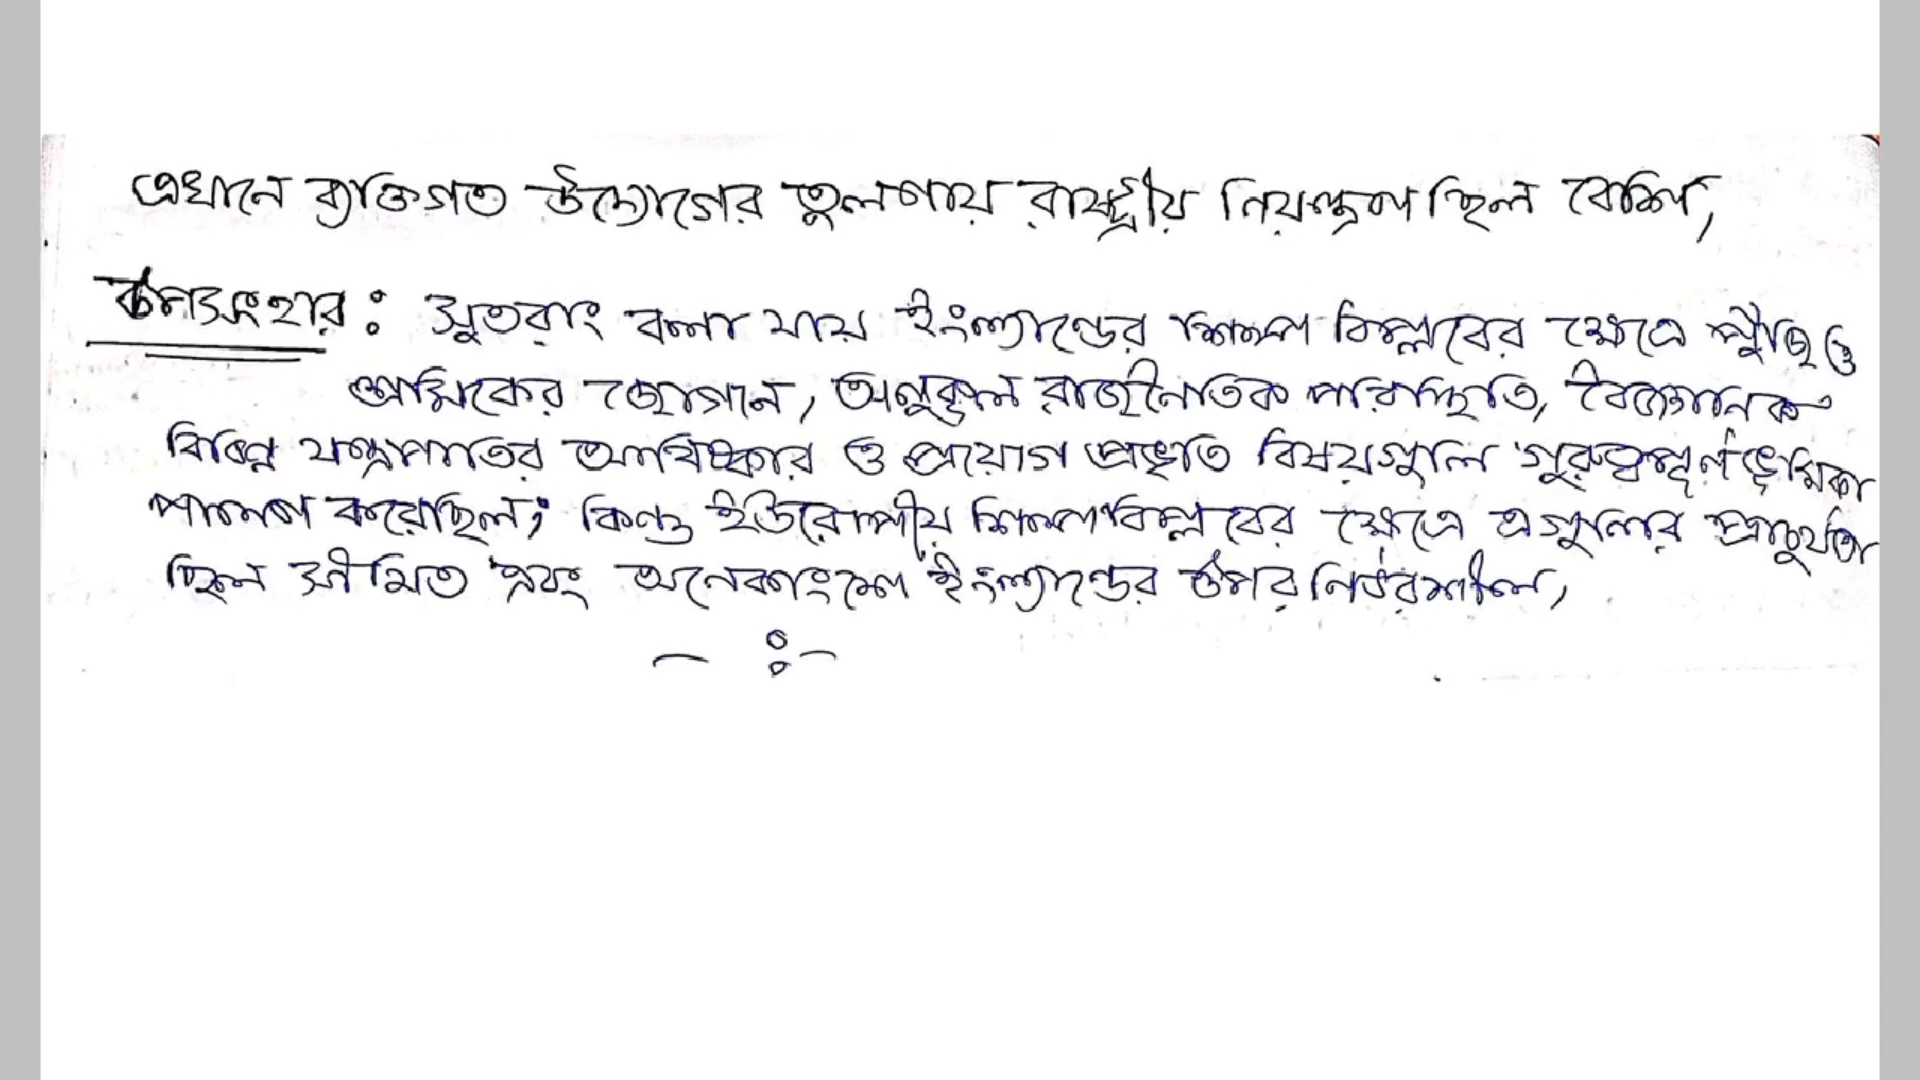 এখানে ব্যক্তিগত উদ্যোগের তুলনায় রাষ্ট্রীয় নিয়ন্ত্রণ ছিল বেশি,
উপসংহার : সুতরাং বলা যায় ইংল্যান্ডের শিল্প বিপ্লবের ক্ষেত্রে পুঁজি ও
শ্রমিকের জোগান, অনুকূল রাজনৈতিক পরিস্থিতি, বৈজ্ঞানিক
বিভিন্ন যন্ত্রপাতির আবিষ্কার ও প্রয়োগ প্রভৃতি বিষয়গুলি গুরুত্বপূর্ণ ভূমিকা
পালন করেছিল; কিন্তু ইউরোপীয় শিল্পবিপ্লবের ক্ষেত্রে এগুলির প্রাচুর্যতা
ছিল সীমিত এবং অনেকাংশে ইংল্যান্ডের উপর নির্ভরশীল,
— ঃ —